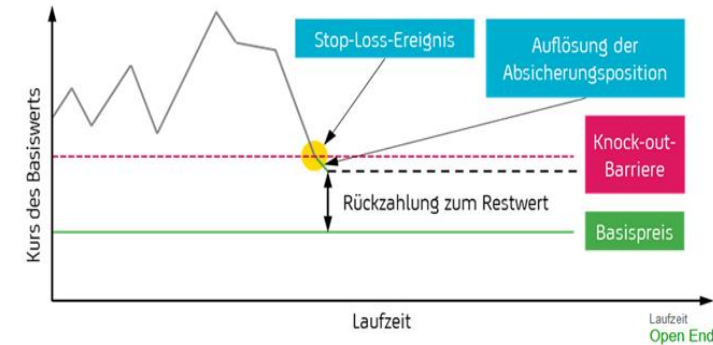 Stop-Loss-Ereignis
Auflösung der
Absicherungsposition
Kurs des Basiswerts
Knock-out-
Barriere
Rückzahlung zum Restwert
Basispreis
Laufzeit
Laufzeit
Open End